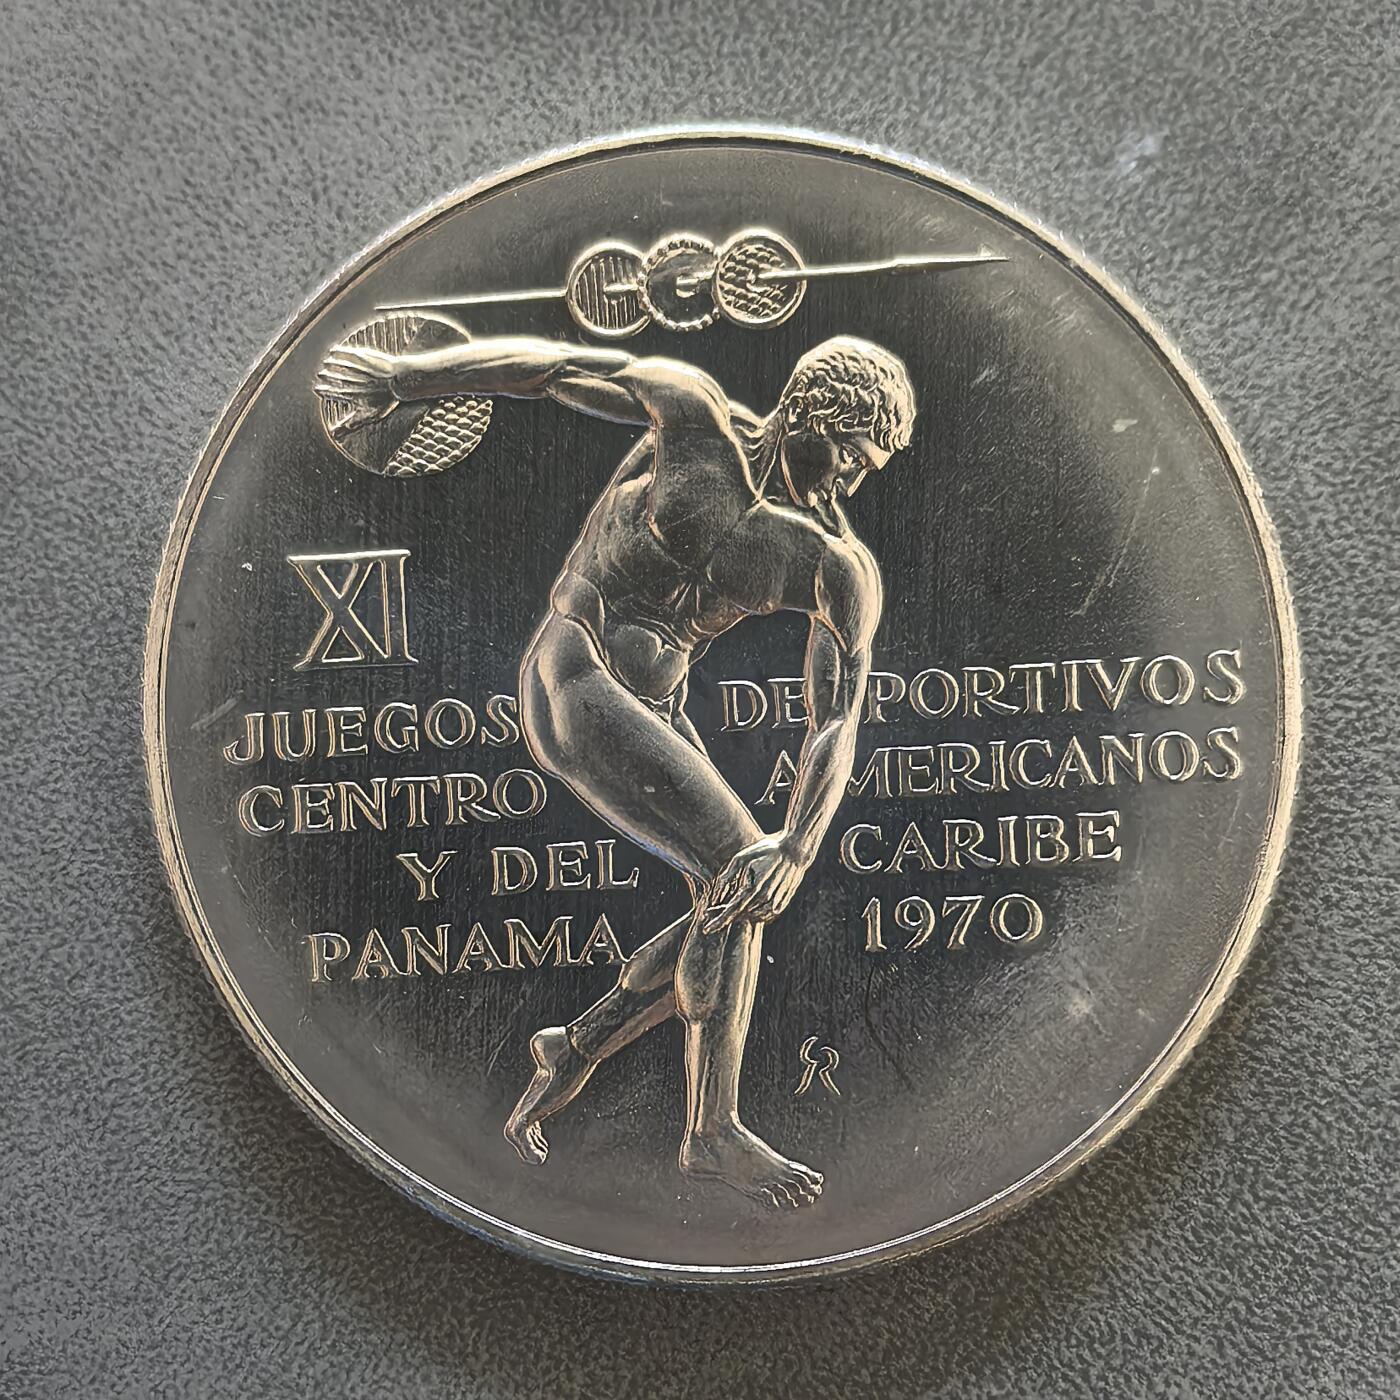 XI
JUEGOS DEPORTIVOS
CENTRO AMERICANOS
Y DEL CARIBE
PANAMA 1970